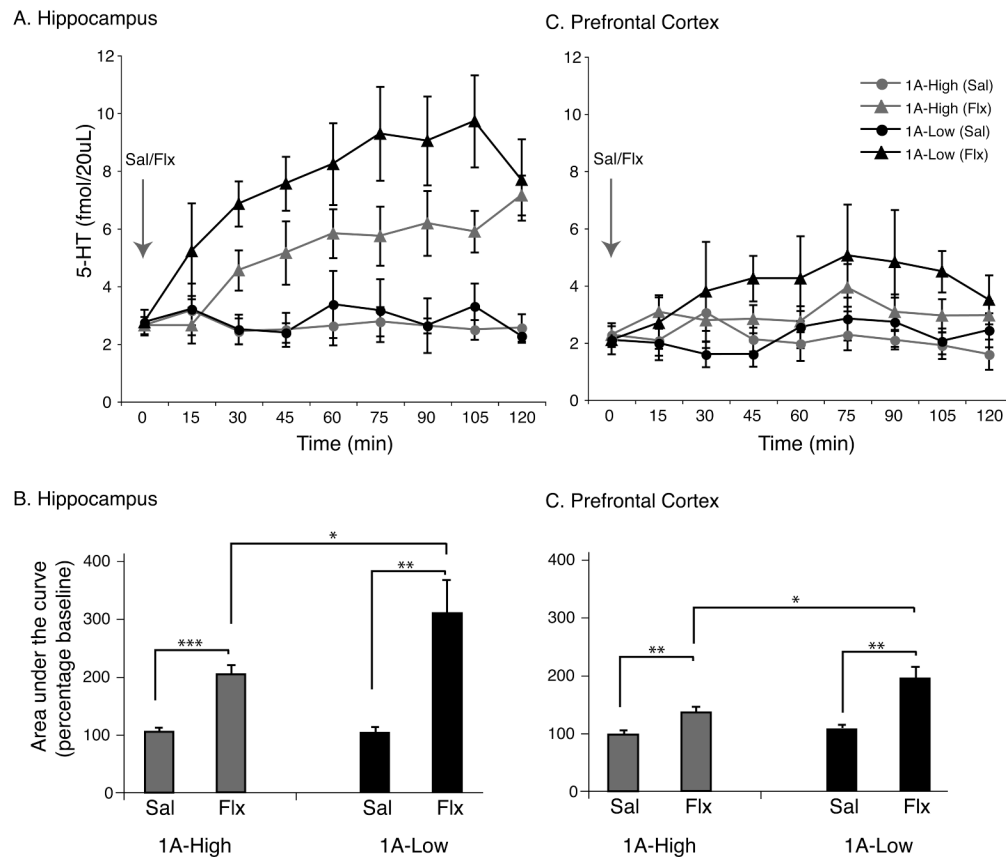 A. Hippocampus
12
10
8
6
4
2
0
5-HT (fmol/20uL)
Sal/Flx
0 15 30 45 60 75 90 105 120
Time (min)
C. Prefrontal Cortex
12
10
8
6
4
2
0
Sal/Flx
1A-High (Sal)
1A-High (Flx)
1A-Low (Sal)
1A-Low (Flx)
0 15 30 45 60 75 90 105 120
Time (min)
B. Hippocampus
Area under the curve
(percentage baseline)
400
300
200
100
0
***
*
**
Sal Flx Sal Flx
1A-High 1A-Low
C. Prefrontal Cortex
400
300
200
100
0
**
*
**
Sal Flx Sal Flx
1A-High 1A-Low